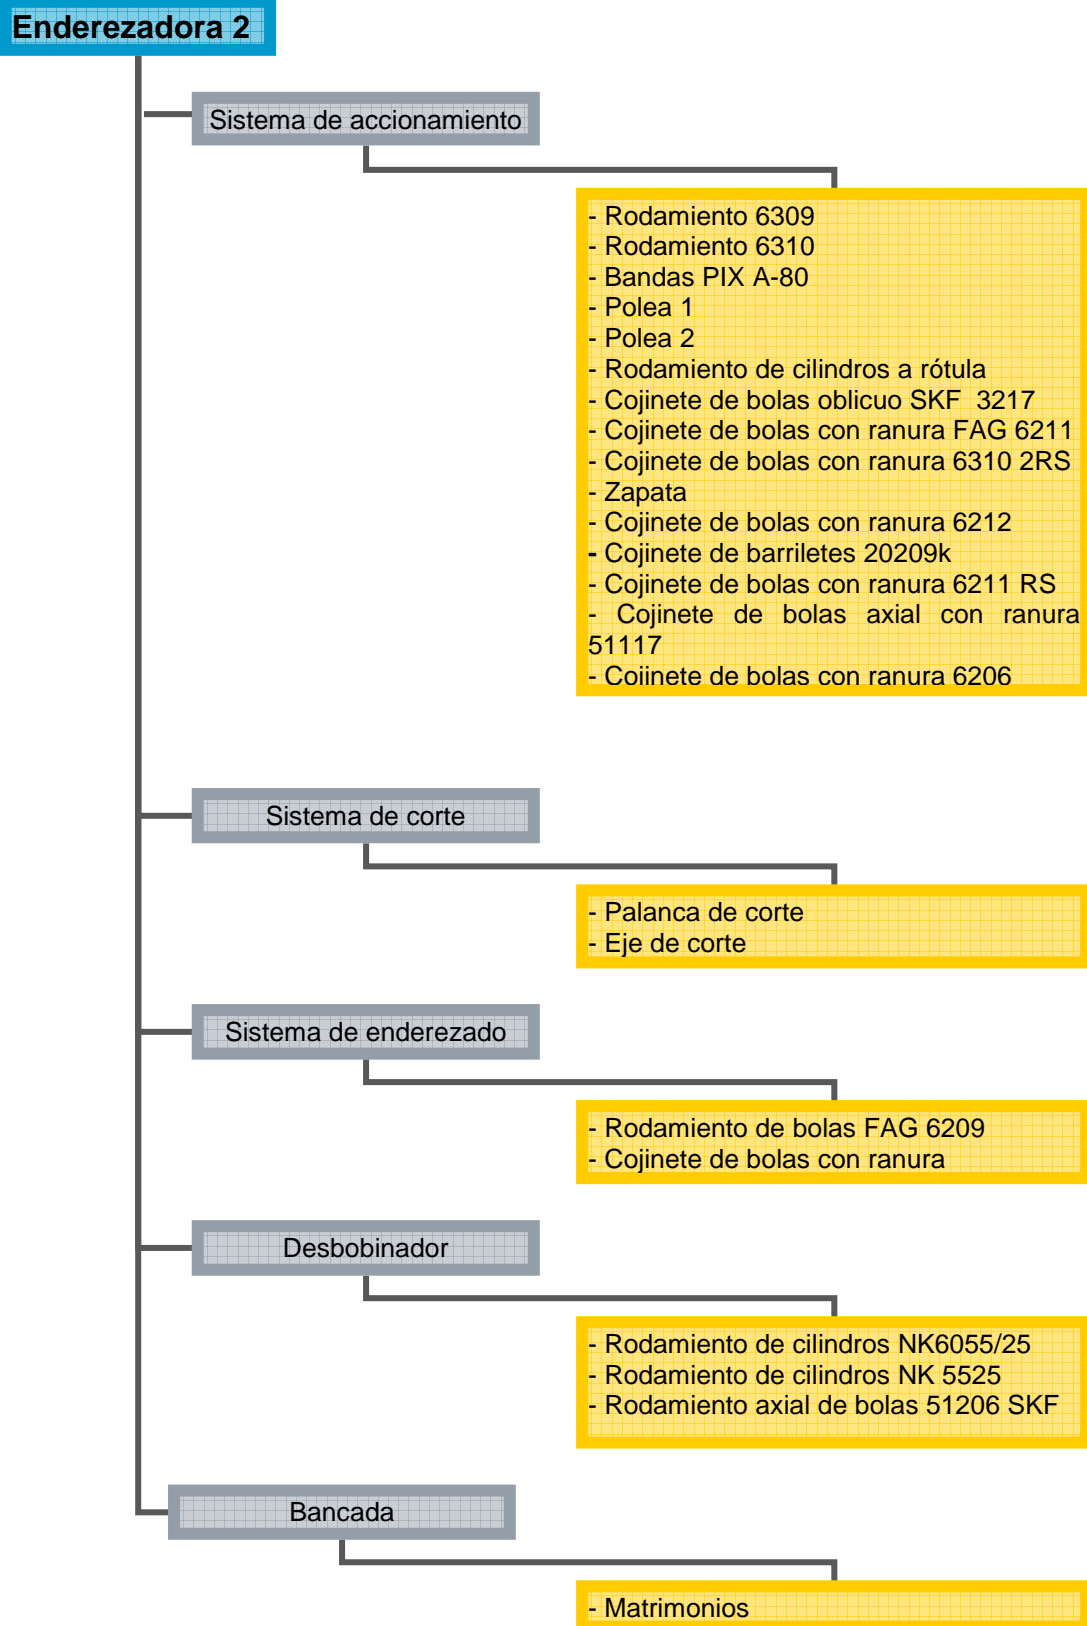 Enderezadora 2
Sistema de accionamiento
- Rodamiento 6309
- Rodamiento 6310
- Bandas PIX A-80
- Polea 1
- Polea 2
- Rodamiento de cilindros a rótula
- Cojinete de bolas oblicuo SKF 3217
- Cojinete de bolas con ranura FAG 6211
- Cojinete de bolas con ranura 6310 2RS
- Zapata
- Cojinete de bolas con ranura 6212
- Cojinete de barriletes 20209k
- Cojinete de bolas con ranura 6211 RS
- Cojinete de bolas axial con ranura
51117
- Cojinete de bolas con ranura 6206
Sistema de corte
- Palanca de corte
- Eje de corte
Sistema de enderezado
- Rodamiento de bolas FAG 6209
- Cojinete de bolas con ranura
Desbobinador
- Rodamiento de cilindros NK6055/25
- Rodamiento de cilindros NK 5525
- Rodamiento axial de bolas 51206 SKF
Bancada
- Matrimonios